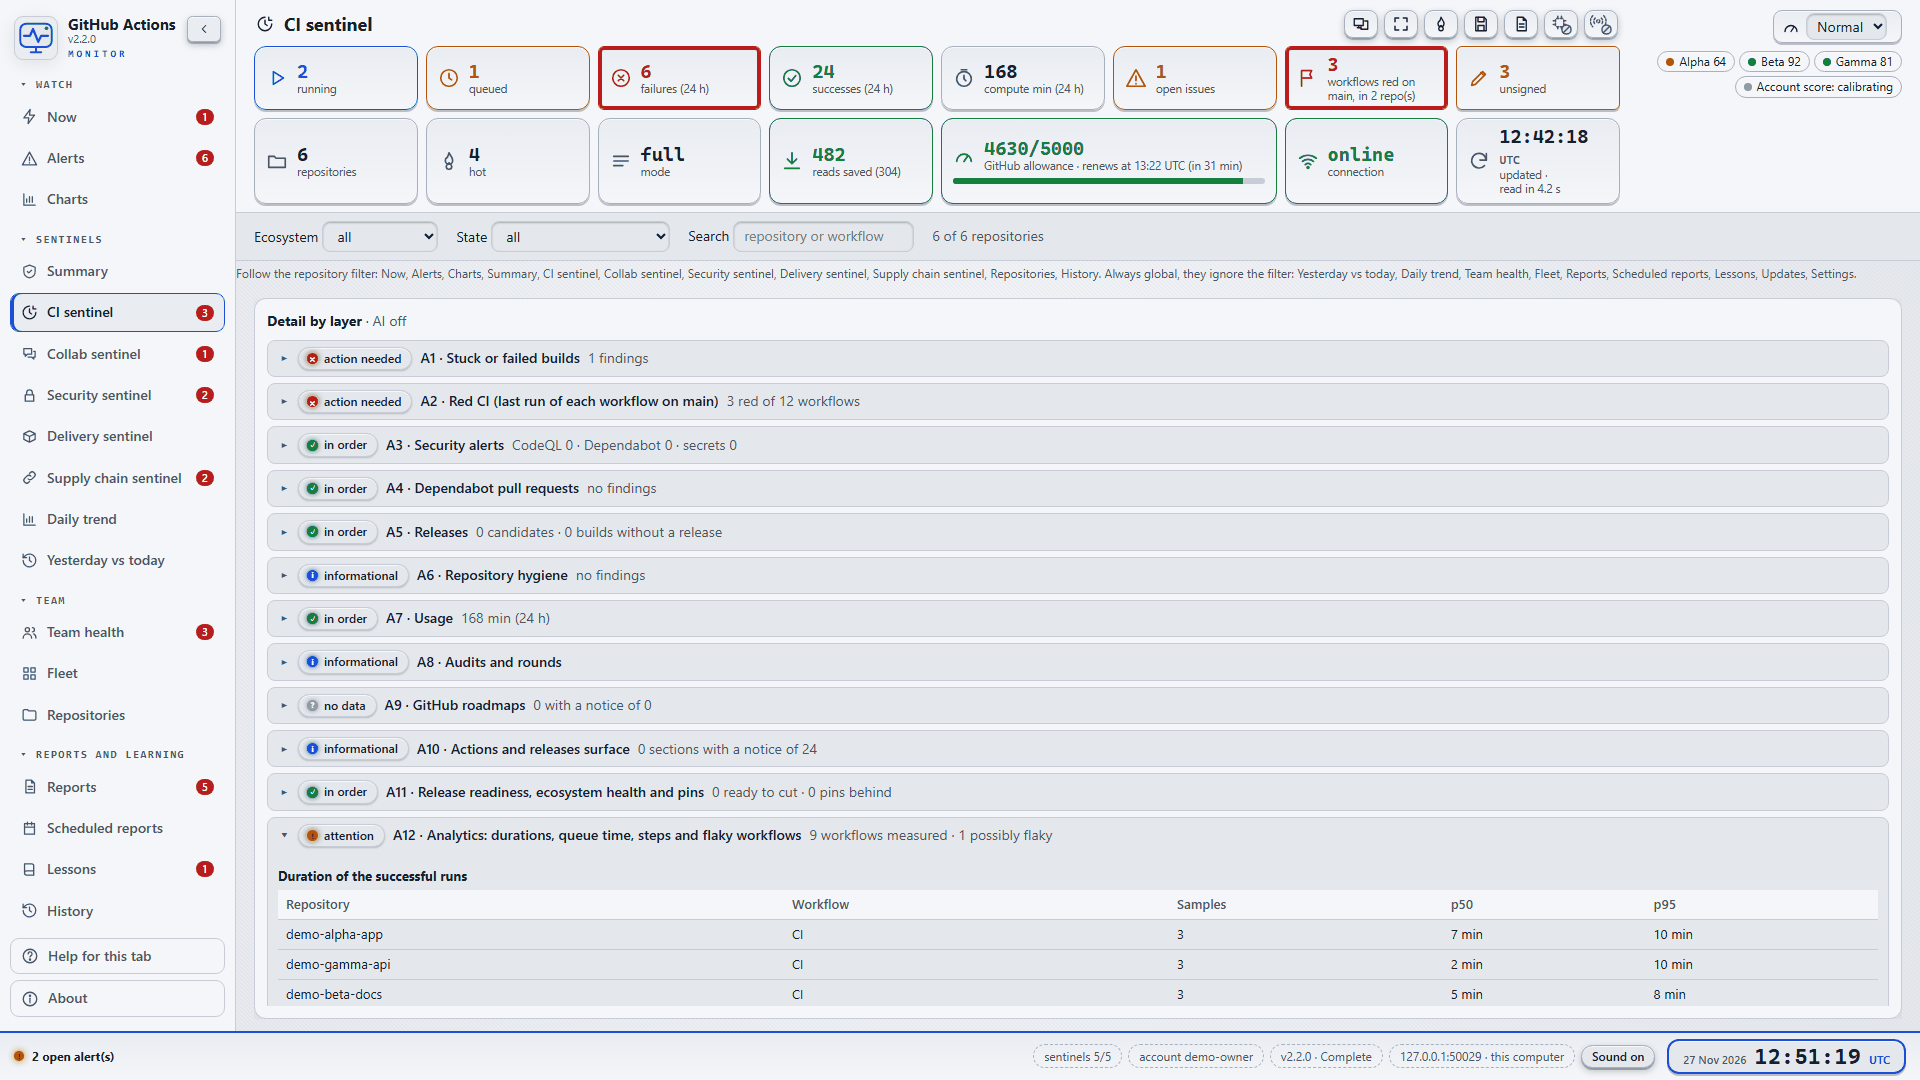 GitHub Actions
v2.2.0
MONITOR
WATCH
Now 1
Alerts 6
Charts
SENTINELS
Summary
CI sentinel 3
Collab sentinel 1
Security sentinel 2
Delivery sentinel
Supply chain sentinel 2
Daily trend
Yesterday vs today
TEAM
Team health 3
Fleet
Repositories
REPORTS AND LEARNING
Reports 5
Scheduled reports
Lessons 1
History
Help for this tab
About
CI sentinel
Normal
Alpha 64
Beta 92
Gamma 81
Account score: calibrating
2
running
1
queued
6
failures (24 h)
24
successes (24 h)
168
compute min (24 h)
1
open issues
3
workflows red on
main, in 2 repo(s)
3
unsigned
6
repositories
4
hot
full
mode
482
reads saved (304)
4630/5000
GitHub allowance · renews at 13:22 UTC (in 31 min)
online
connection
12:42:18
UTC
updated ·
read in 4.2 s
Ecosystem all State all Search repository or workflow 6 of 6 repositories
Follow the repository filter: Now, Alerts, Charts, Summary, CI sentinel, Collab sentinel, Security sentinel, Delivery sentinel, Supply chain sentinel, Repositories, History. Always global, they ignore the filter: Yesterday vs today, Daily trend, Team health, Fleet, Reports, Scheduled reports, Lessons, Updates, Settings.
Detail by layer · AI off
action needed A1 · Stuck or failed builds 1 findings
action needed A2 · Red CI (last run of each workflow on main) 3 red of 12 workflows
in order A3 · Security alerts CodeQL 0 · Dependabot 0 · secrets 0
in order A4 · Dependabot pull requests no findings
in order A5 · Releases 0 candidates · 0 builds without a release
informational A6 · Repository hygiene no findings
in order A7 · Usage 168 min (24 h)
informational A8 · Audits and rounds
no data A9 · GitHub roadmaps 0 with a notice of 0
informational A10 · Actions and releases surface 0 sections with a notice of 24
in order A11 · Release readiness, ecosystem health and pins 0 ready to cut · 0 pins behind
attention A12 · Analytics: durations, queue time, steps and flaky workflows 9 workflows measured · 1 possibly flaky
Duration of the successful runs
Repository Workflow Samples p50 p95
demo-alpha-app CI 3 7 min 10 min
demo-gamma-api CI 3 2 min 10 min
demo-beta-docs CI 3 5 min 8 min
2 open alert(s)
sentinels 5/5
account demo-owner
v2.2.0 · Complete
127.0.0.1:50029 · this computer
Sound on
27 Nov 2026 12:51:19 UTC